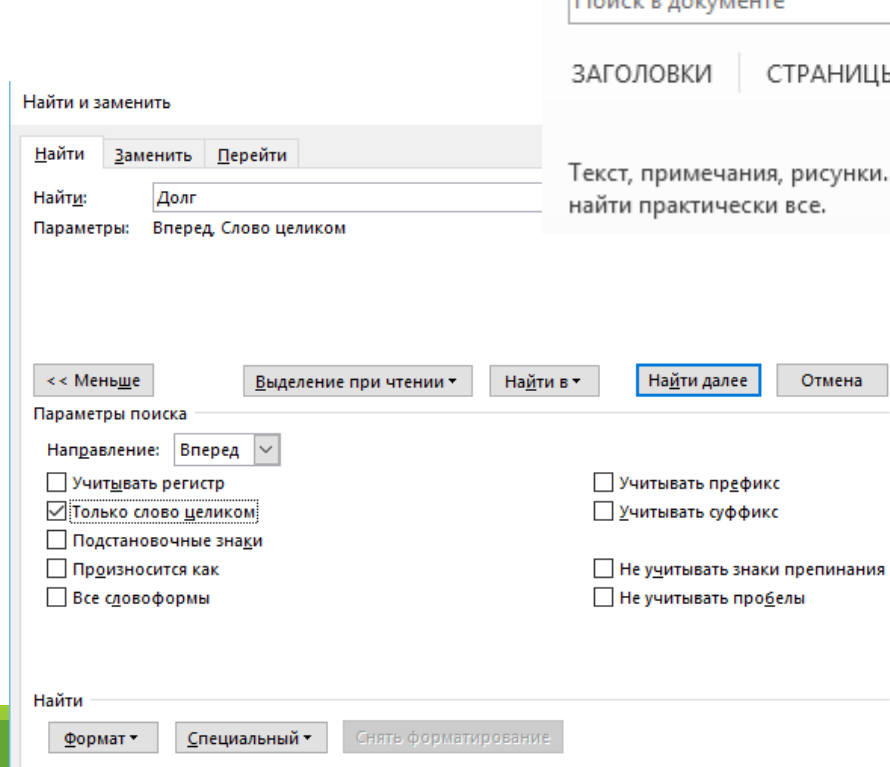 Поиск в документе
ЗАГОЛОВКИ СТРАНИЦЫ
Текст, примечания, рисунки.
найти практически все.
Найти и заменить
Найти Заменить Перейти
Найти: Долг
Параметры: Вперед, Слово целиком
<< Меньше Выделение при чтении Найти в Найти далее Отмена
Параметры поиска
Направление: Вперед
Учитывать регистр Учитывать префикс
Только слово целиком Учитывать суффикс
Подстановочные знаки
Произносится как Не учитывать знаки препинания
Все словоформы Не учитывать пробелы
Найти
Формат Специальный Снять форматирование